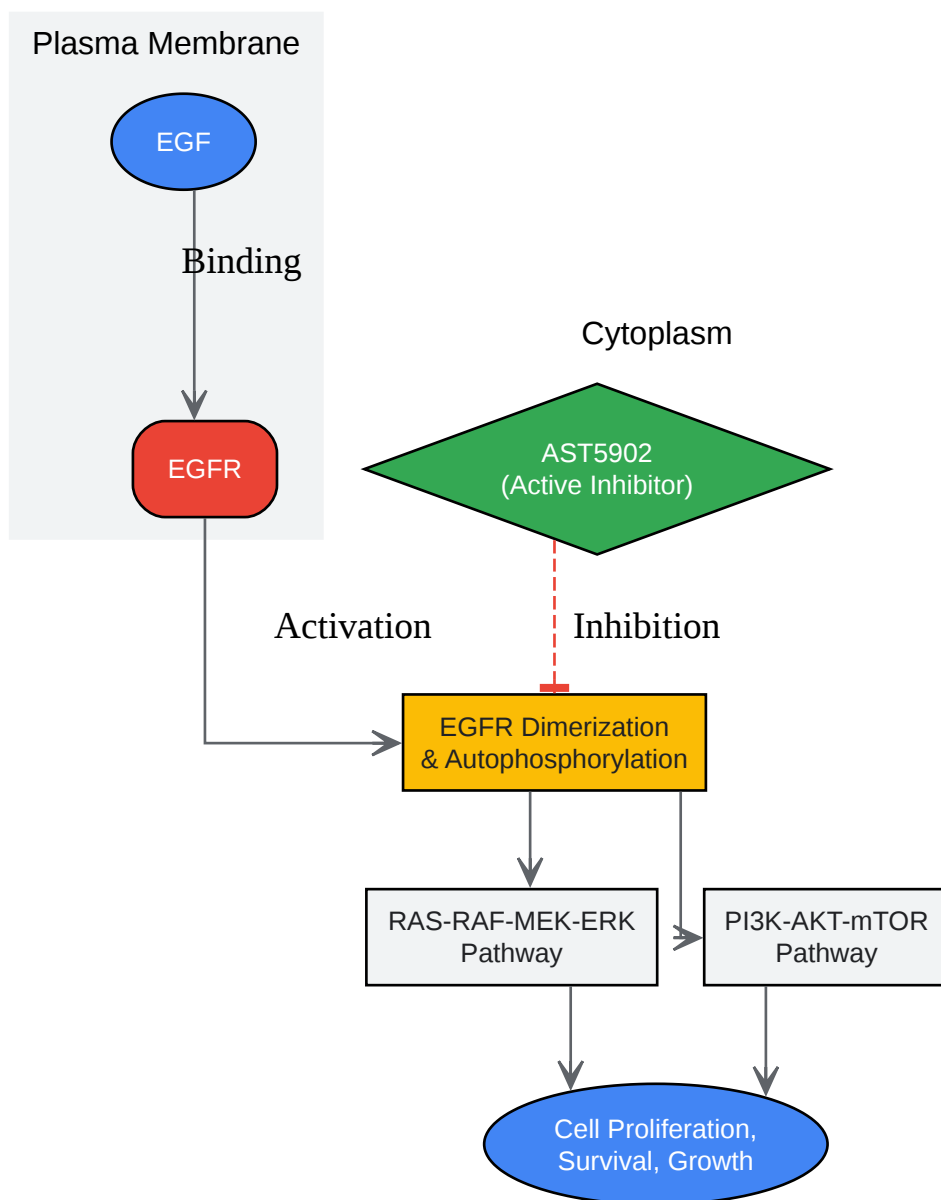 Plasma Membrane
EGF
Binding
Cytoplasm
AST5902
(Active Inhibitor)
EGFR
Activation
Inhibition
EGFR Dimerization
& Autophosphorylation
RAS-RAF-MEK-ERK
Pathway
PI3K-AKT-mTOR
Pathway
Cell Proliferation,
Survival, Growth